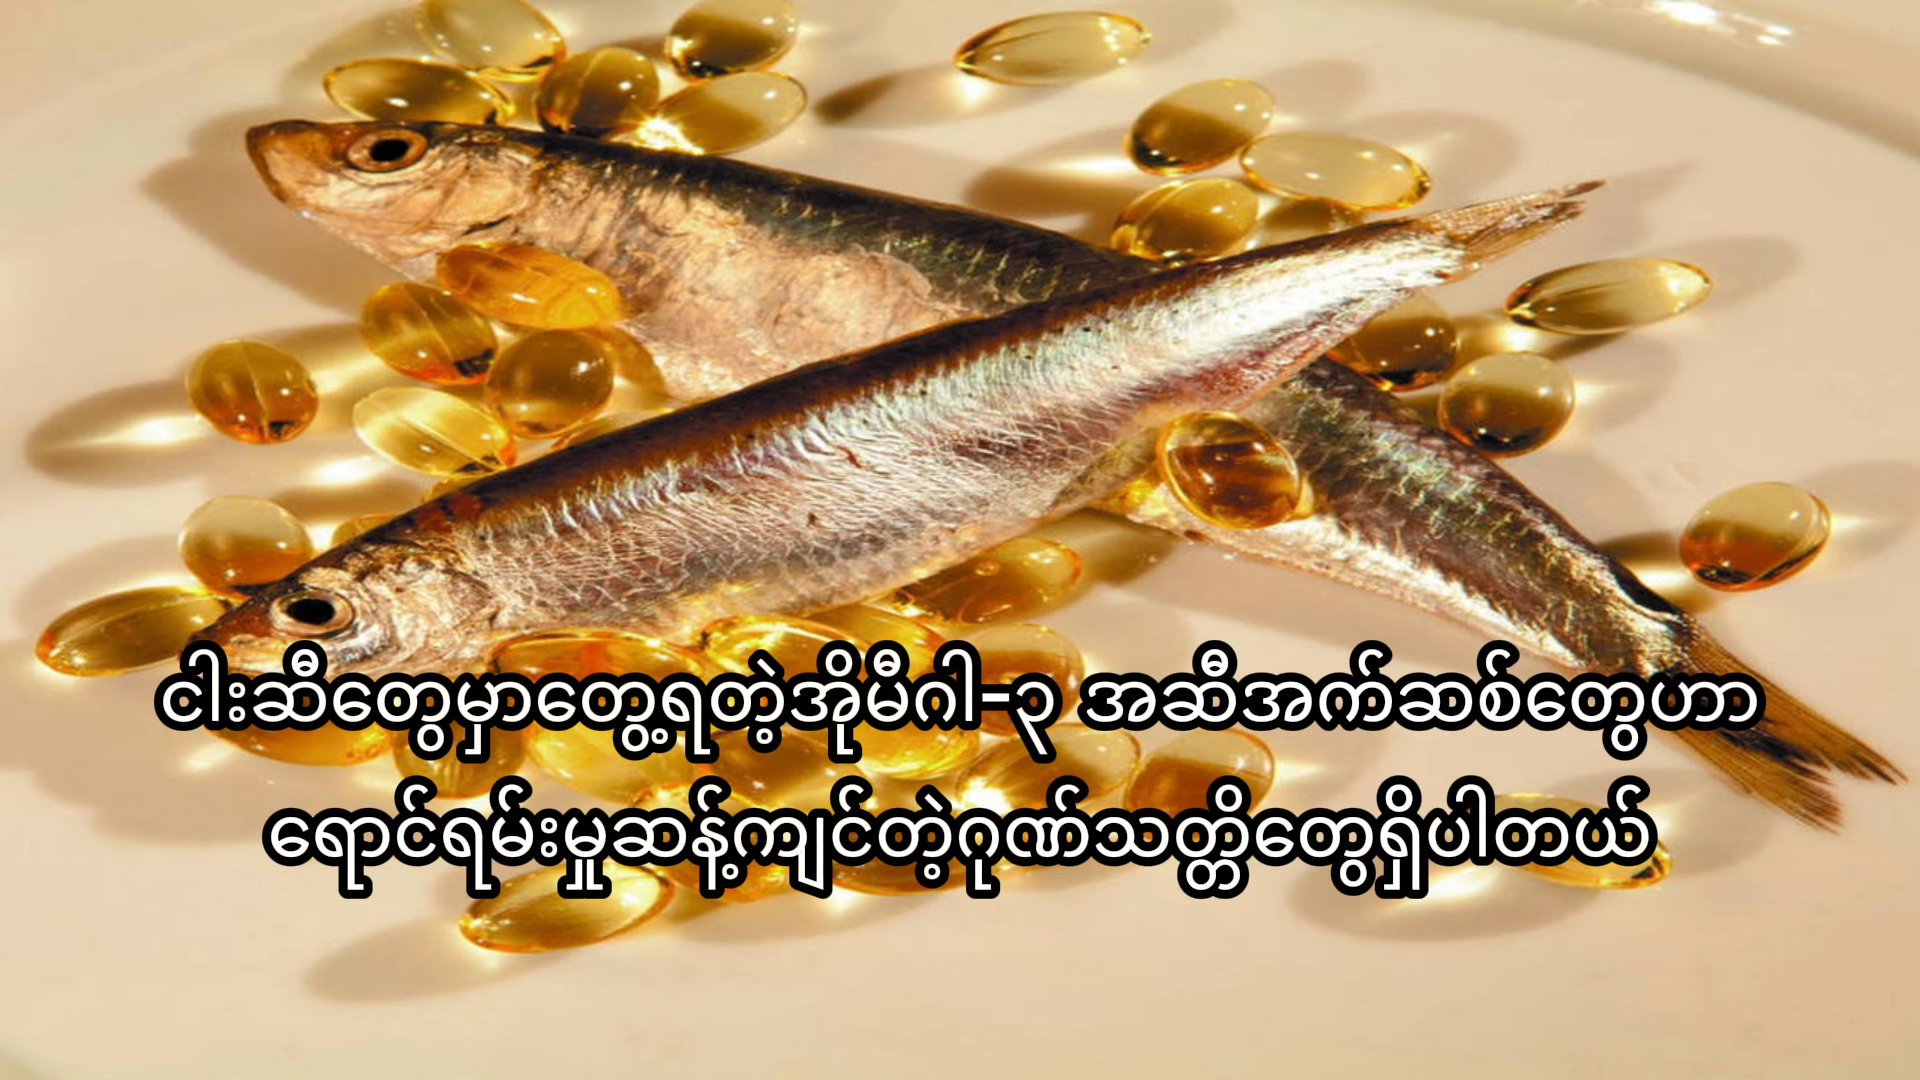 ငါးဆီတွေမှာတွေ့ရတဲ့အိုမီဂါ-၃ အဆီအက်ဆစ်တွေဟာ
ရောင်ရမ်းမှုဆန့်ကျင်တဲ့ဂုဏ်သတ္တိတွေရှိပါတယ်